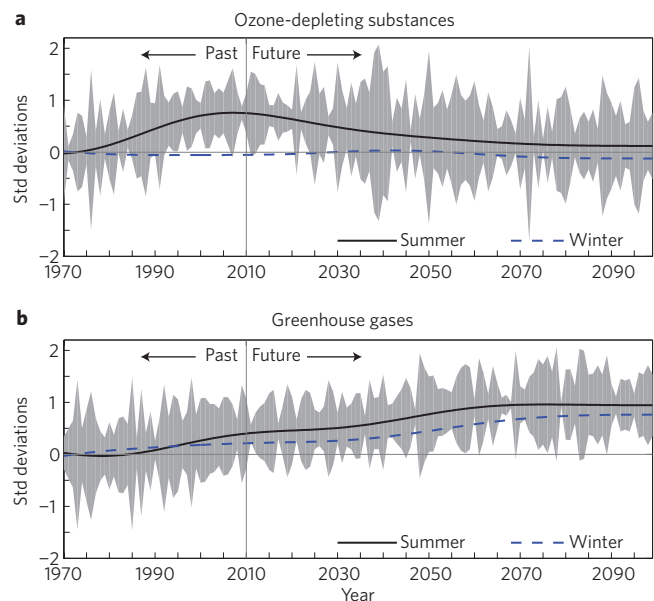 a
Ozone-depleting substances
2
Past
Future
1
Std deviations
0
−1
Summer
Winter
−2
1970
1990
2010
2030
2050
2070
2090
b
Greenhouse gases
2
Past
Future
1
Std deviations
0
−1
Summer
Winter
−2
1970
1990
2010
2030
2050
2070
2090
Year